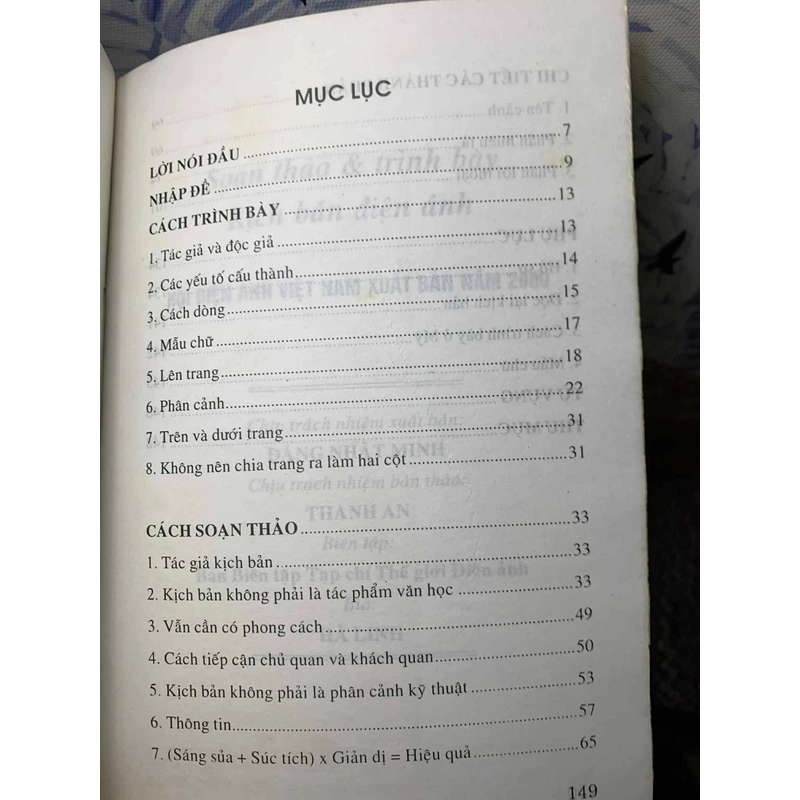 MỤC LỤC
LỜI NÓI ĐẦU........7
NHẬP ĐỀ........9
CÁCH TRÌNH BÀY........13
1. Tác giả và độc giả........13
2. Các yếu tố cấu thành........14
3. Cách dòng........15
4. Mẫu chữ........17
5. Lên trang........18
6. Phân cảnh........22
7. Trên và dưới trang........31
8. Không nên chia trang ra làm hai cột........31
CÁCH SOẠN THẢO........33
1. Tác giả kịch bản........33
2. Kịch bản không phải là tác phẩm văn học........33
3. Vẫn cần có phong cách........49
4. Cách tiếp cận chủ quan và khách quan........50
5. Kịch bản không phải là phân cảnh kỹ thuật........53
6. Thông tin........57
7. (Sáng sủa + Súc tích) x Giản dị = Hiệu quả........65
149